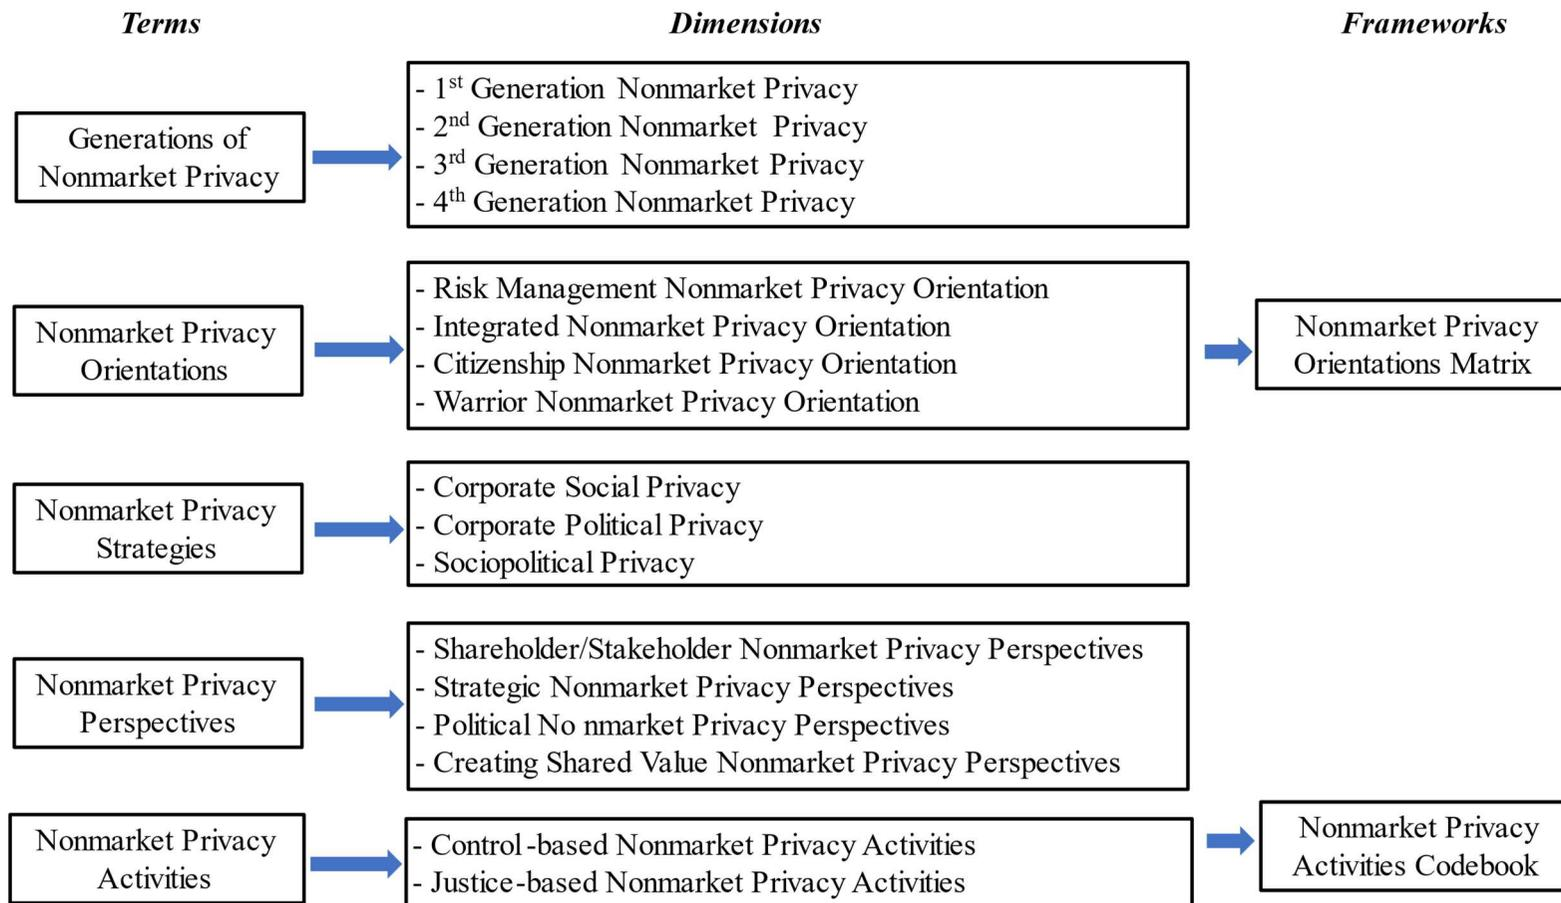 Terms
Dimensions
Frameworks
Generations of
Nonmarket Privacy
- 1st Generation Nonmarket Privacy
- 2nd Generation Nonmarket Privacy
- 3rd Generation Nonmarket Privacy
- 4th Generation Nonmarket Privacy
Nonmarket Privacy
Orientations
- Risk Management Nonmarket Privacy Orientation
- Integrated Nonmarket Privacy Orientation
- Citizenship Nonmarket Privacy Orientation
- Warrior Nonmarket Privacy Orientation
Nonmarket Privacy
Orientations Matrix
Nonmarket Privacy
Strategies
- Corporate Social Privacy
- Corporate Political Privacy
- Sociopolitical Privacy
Nonmarket Privacy
Perspectives
- Shareholder/Stakeholder Nonmarket Privacy Perspectives
- Strategic Nonmarket Privacy Perspectives
- Political No nmarket Privacy Perspectives
- Creating Shared Value Nonmarket Privacy Perspectives
Nonmarket Privacy
Activities
- Control-based Nonmarket Privacy Activities
- Justice-based Nonmarket Privacy Activities
Nonmarket Privacy
Activities Codebook